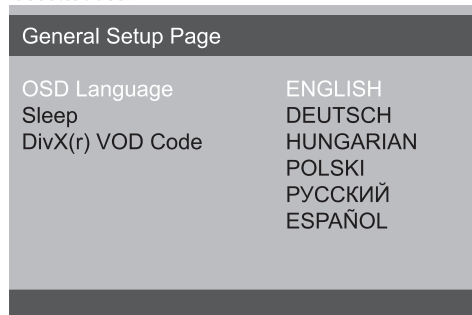 General Setup Page
OSD Language ENGLISH
Sleep DEUTSCH
DivX(r) VOD Code HUNGARIAN
POLSKI
РУССКИЙ
ESPAÑOL